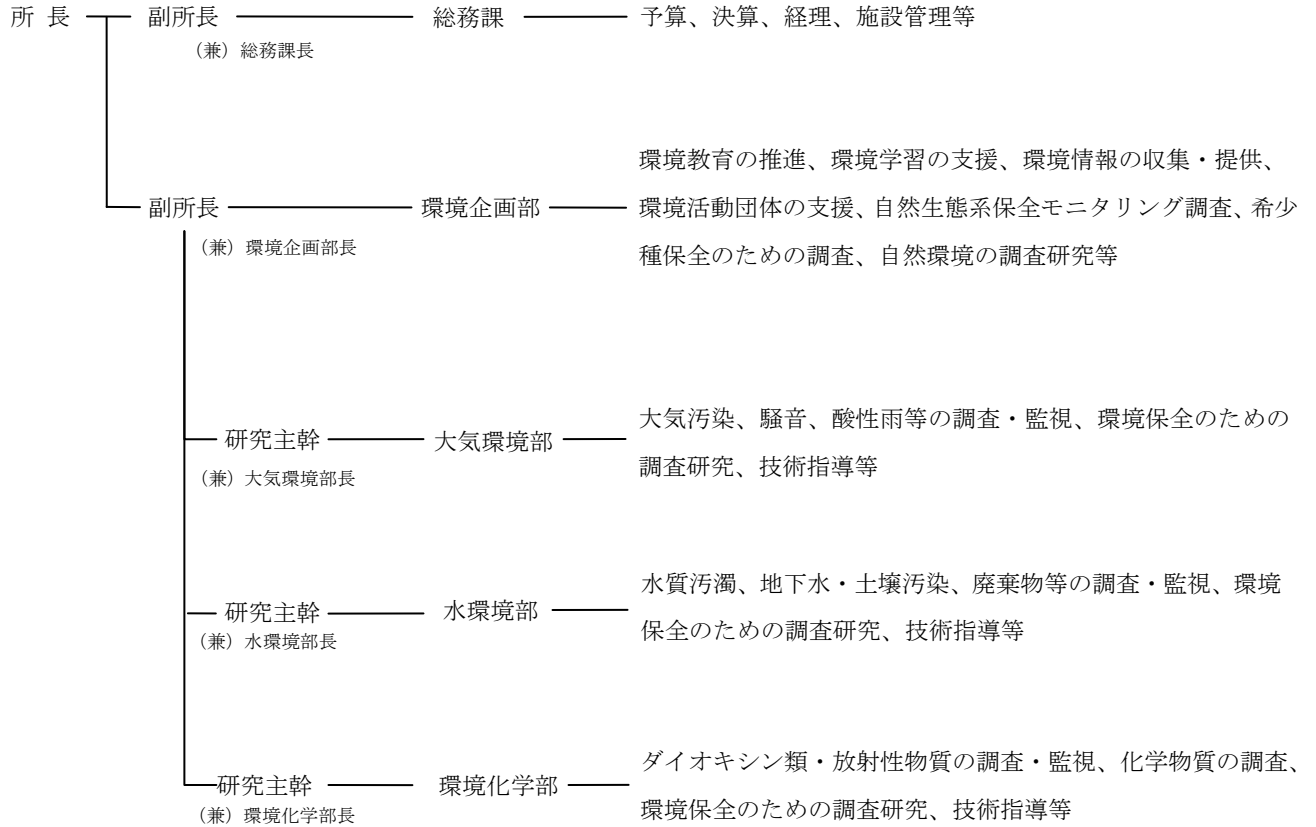 所 長 副所長 総務課 予算、決算、経理、施設管理等
（兼）総務課長
環境教育の推進、環境学習の支援、環境情報の収集・提供、
副所長 環境企画部 環境活動団体の支援、自然生態系保全モニタリング調査、希少
（兼）環境企画部長
種保全のための調査、自然環境の調査研究等
大気汚染、騒音、酸性雨等の調査・監視、環境保全のための
研究主幹 大気環境部
調査研究、技術指導等
（兼）大気環境部長
水質汚濁、地下水・土壌汚染、廃棄物等の調査・監視、環境
研究主幹 水環境部
保全のための調査研究、技術指導等
（兼）水環境部長
ダイオキシン類・放射性物質の調査・監視、化学物質の調査、
研究主幹 環境化学部
環境保全のための調査研究、技術指導等
（兼）環境化学部長